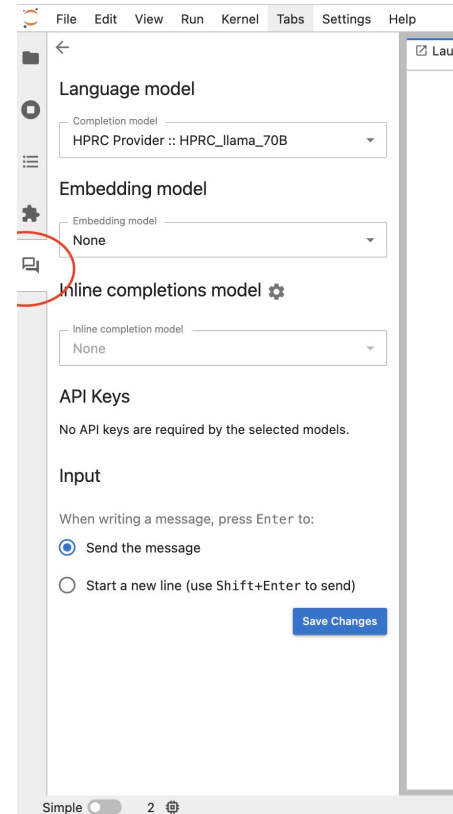 File Edit View Run Kernel Tabs Settings Help
Lau
Language model
Completion model
HPRC Provider :: HPRC_llama_70B
Embedding model
Embedding model
None
Inline completions model
Inline completion model
None
API Keys
No API keys are required by the selected models.
Input
When writing a message, press Enter to:
Send the message
Start a new line (use Shift+Enter to send)
Save Changes
Simple 2